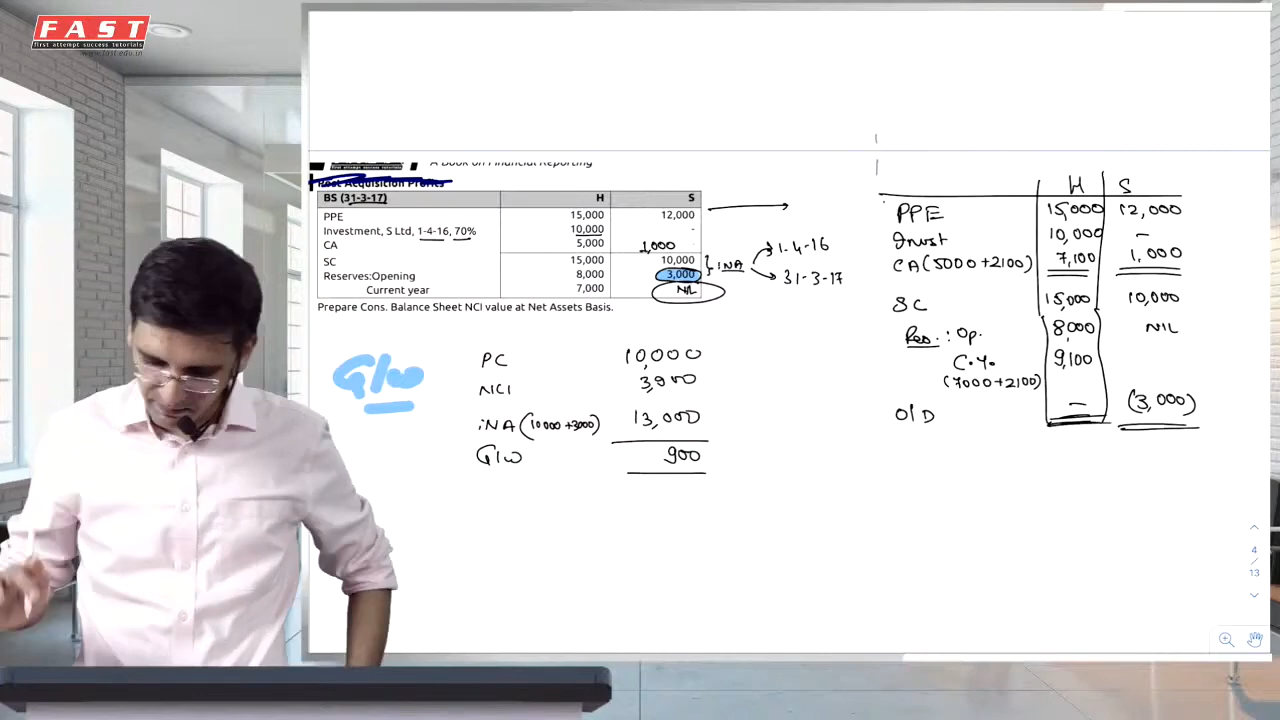 FAST
first attempt success tutorials
www.fast.edu.in
A Book on Financial Reporting
Post Acquisition Profits
BS (31-3-17) H S
PPE 15,000 12,000
Investment, S Ltd, 1-4-16, 70% 10,000 -
CA 5,000 1,000
SC 15,000 10,000
Reserves:Opening 8,000 3,000
Current year 7,000 NIL
iNA
31-4-16
31-3-17
Prepare Cons. Balance Sheet NCI value at Net Assets Basis.
G/w
PC 10,000
NCI 3,900
iNA (10000+3000) 13,000
G/w 900
H S
PPE 15,000 12,000
Invst 10,000 -
CA (5000+2100) 7,100 1,000
SC 15,000 10,000
Res. : Op. 8,000 NIL
C.Y. 9,100
(7000+2100)
O/D - (3,000)
4
/
13